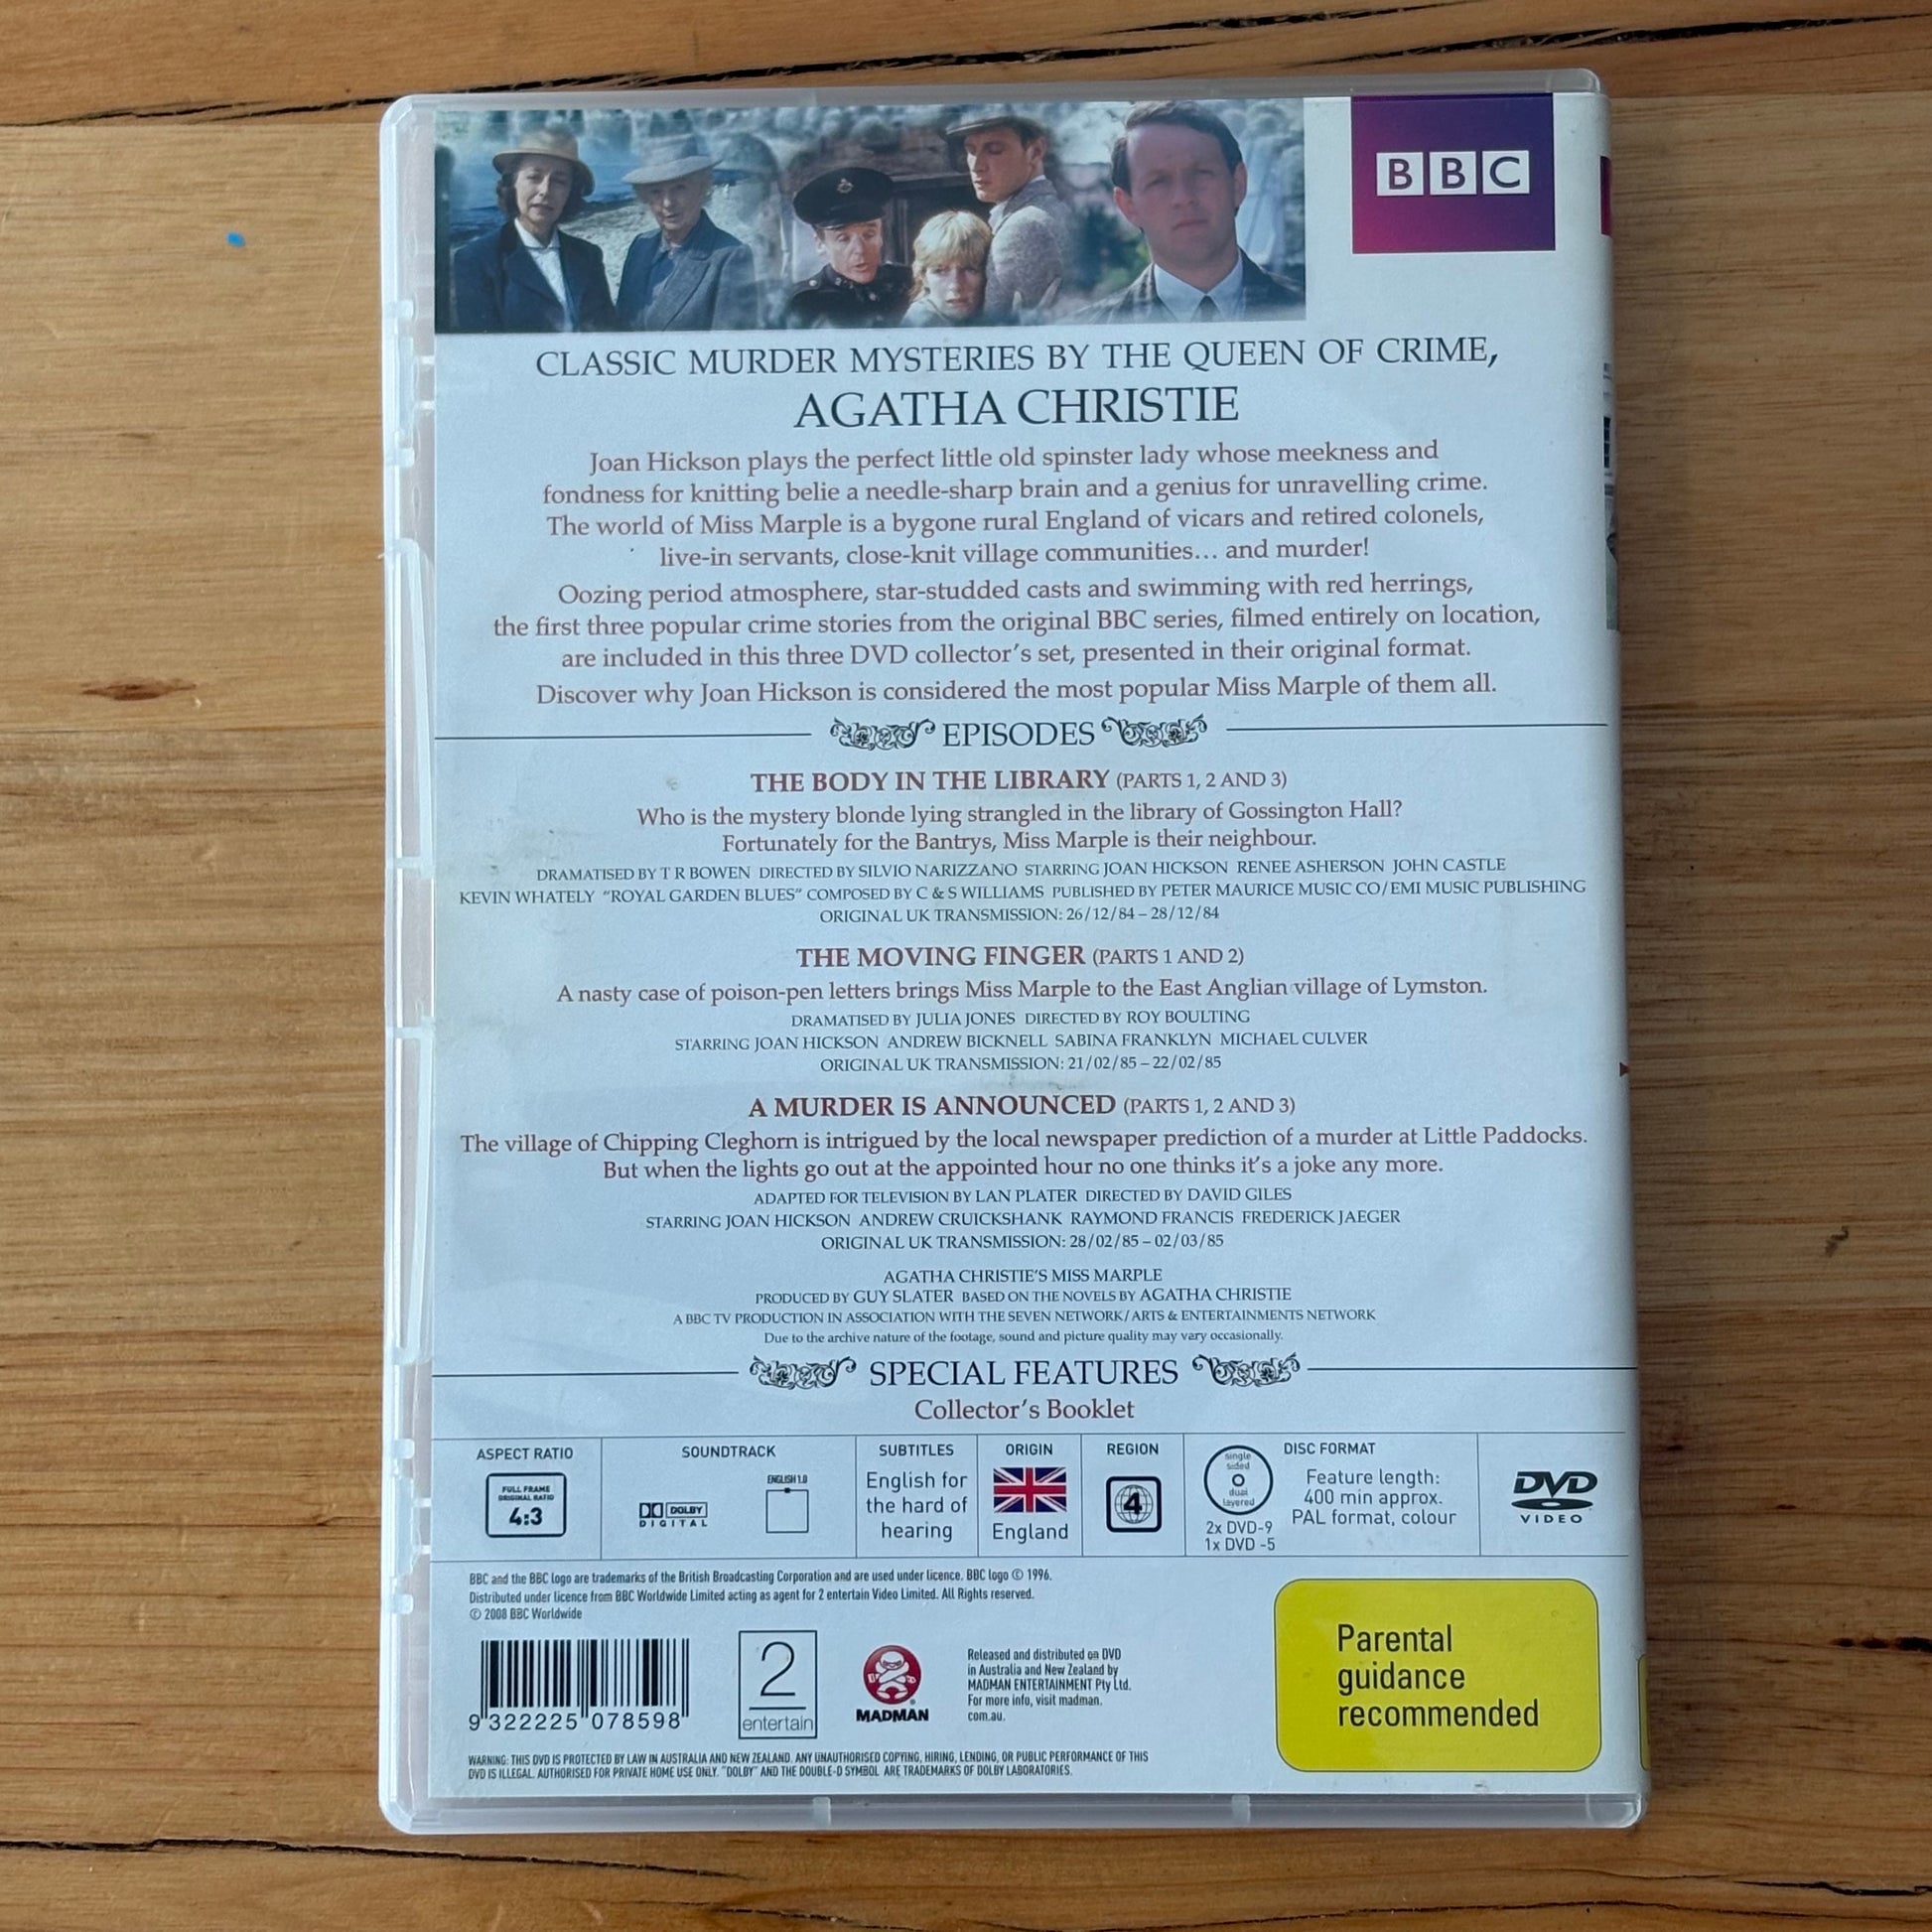 BBC
CLASSIC MURDER MYSTERIES BY THE QUEEN OF CRIME,
AGATHA CHRISTIE
Joan Hickson plays the perfect little old spinster lady whose meekness and
fondness for knitting belie a needle-sharp brain and a genius for unravelling crime.
The world of Miss Marple is a bygone rural England of vicars and retired colonels,
live-in servants, close-knit village communities... and murder!
Oozing period atmosphere, star-studded casts and swimming with red herrings,
the first three popular crime stories from the original BBC series, filmed entirely on location,
are included in this three DVD collector's set, presented in their original format.
Discover why Joan Hickson is considered the most popular Miss Marple of them all.
EPISODES
THE BODY IN THE LIBRARY (PARTS 1, 2 AND 3)
Who is the mystery blonde lying strangled in the library of Gossington Hall?
Fortunately for the Bantrys, Miss Marple is their neighbour.
DRAMATISED BY T R BOWEN DIRECTED BY SILVIO NARIZZANO STARRING JOAN HICKSON RENEE ASHERSON JOHN CASTLE
KEVIN WHATELY "ROYAL GARDEN BLUES" COMPOSED BY C & S WILLIAMS PUBLISHED BY PETER MAURICE MUSIC CO/EMI MUSIC PUBLISHING
ORIGINAL UK TRANSMISSION: 26/12/84 – 28/12/84
THE MOVING FINGER (PARTS 1 AND 2)
A nasty case of poison-pen letters brings Miss Marple to the East Anglian village of Lymston.
DRAMATISED BY JULIA JONES DIRECTED BY ROY BOULTING
STARRING JOAN HICKSON ANDREW BICKNELL SABINA FRANKLYN MICHAEL CULVER
ORIGINAL UK TRANSMISSION: 21/02/85 – 22/02/85
A MURDER IS ANNOUNCED (PARTS 1, 2 AND 3)
The village of Chipping Cleghorn is intrigued by the local newspaper prediction of a murder at Little Paddocks.
But when the lights go out at the appointed hour no one thinks it's a joke any more.
ADAPTED FOR TELEVISION BY LAN PLATER DIRECTED BY DAVID GILES
STARRING JOAN HICKSON ANDREW CRUICKSHANK RAYMOND FRANCIS FREDERICK JAEGER
ORIGINAL UK TRANSMISSION: 28/02/85 – 02/03/85
AGATHA CHRISTIE'S MISS MARPLE
PRODUCED BY GUY SLATER BASED ON THE NOVELS BY AGATHA CHRISTIE
A BBC TV PRODUCTION IN ASSOCIATION WITH THE SEVEN NETWORK/ARTS & ENTERTAINMENTS NETWORK
Due to the archive nature of the footage, sound and picture quality may vary occasionally.
SPECIAL FEATURES
Collector's Booklet
ASPECT RATIO
FULL FRAME
ORIGINAL RATIO
4:3
SOUNDTRACK
DOLBY
DIGITAL
ENGLISH 1.0
SUBTITLES
English for
the hard of
hearing
ORIGIN
England
REGION
4
single
sided
dual
layered
2x DVD-9
1x DVD -5
DISC FORMAT
Feature length:
400 min approx.
PAL format, colour
DVD
VIDEO
BBC and the BBC logo are trademarks of the British Broadcasting Corporation and are used under licence. BBC logo © 1996.
Distributed under licence from BBC Worldwide Limited acting as agent for 2 entertain Video Limited. All Rights reserved.
© 2008 BBC Worldwide
9 322225 078598
2
entertain
MADMAN
Released and distributed on DVD
in Australia and New Zealand by
MADMAN ENTERTAINMENT Pty Ltd.
For more info, visit madman.
com.au.
Parental
guidance
recommended
WARNING: THIS DVD IS PROTECTED BY LAW IN AUSTRALIA AND NEW ZEALAND. ANY UNAUTHORISED COPYING, HIRING, LENDING, OR PUBLIC PERFORMANCE OF THIS
DVD IS ILLEGAL. AUTHORISED FOR PRIVATE HOME USE ONLY. "DOLBY" AND THE DOUBLE-D SYMBOL ARE TRADEMARKS OF DOLBY LABORATORIES.